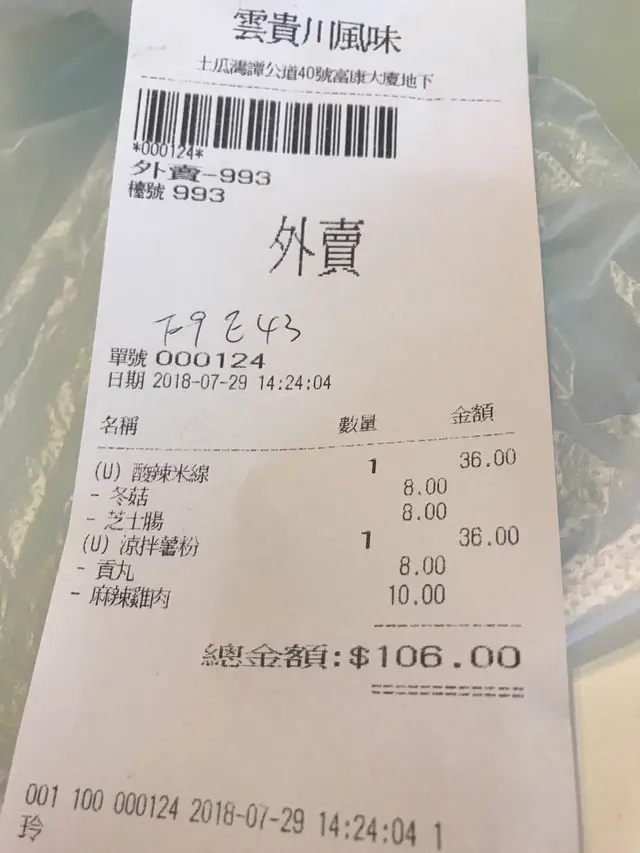 雲貴川風味
土瓜灣譚公道40號富康大廈地下
*000124*
外賣-993
檯號 993
外賣
單號 000124
日期 2018-07-29 14:24:04
名稱 數量 金額
(U) 酸辣米線 1 36.00
- 冬菇 8.00
- 芝士腸 8.00
(U) 涼拌薯粉 1 36.00
- 貢丸 8.00
- 麻辣雞肉 10.00
總金額:$106.00
001 100 000124 2018-07-29 14:24:04 1
玲